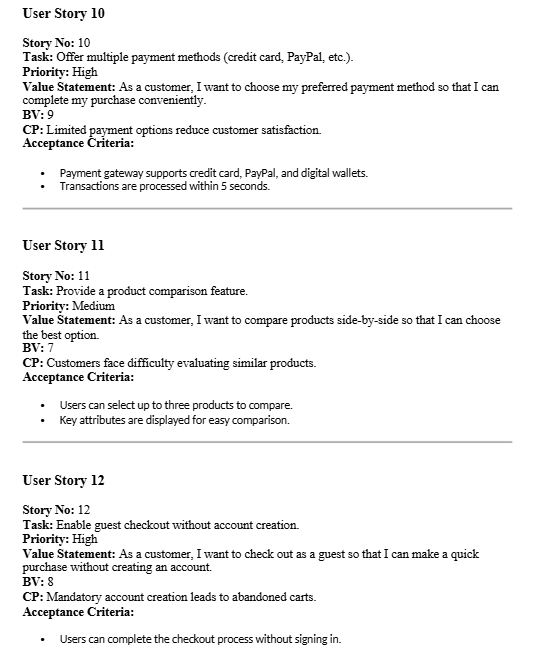 User Story 10
Story No: 10
Task: Offer multiple payment methods (credit card, PayPal, etc.).
Priority: High
Value Statement: As a customer, I want to choose my preferred payment method so that I can
complete my purchase conveniently.
BV: 9
CP: Limited payment options reduce customer satisfaction.
Acceptance Criteria:
• Payment gateway supports credit card, PayPal, and digital wallets.
• Transactions are processed within 5 seconds.
User Story 11
Story No: 11
Task: Provide a product comparison feature.
Priority: Medium
Value Statement: As a customer, I want to compare products side-by-side so that I can choose
the best option.
BV: 7
CP: Customers face difficulty evaluating similar products.
Acceptance Criteria:
• Users can select up to three products to compare.
• Key attributes are displayed for easy comparison.
User Story 12
Story No: 12
Task: Enable guest checkout without account creation.
Priority: High
Value Statement: As a customer, I want to check out as a guest so that I can make a quick
purchase without creating an account.
BV: 8
CP: Mandatory account creation leads to abandoned carts.
Acceptance Criteria:
• Users can complete the checkout process without signing in.